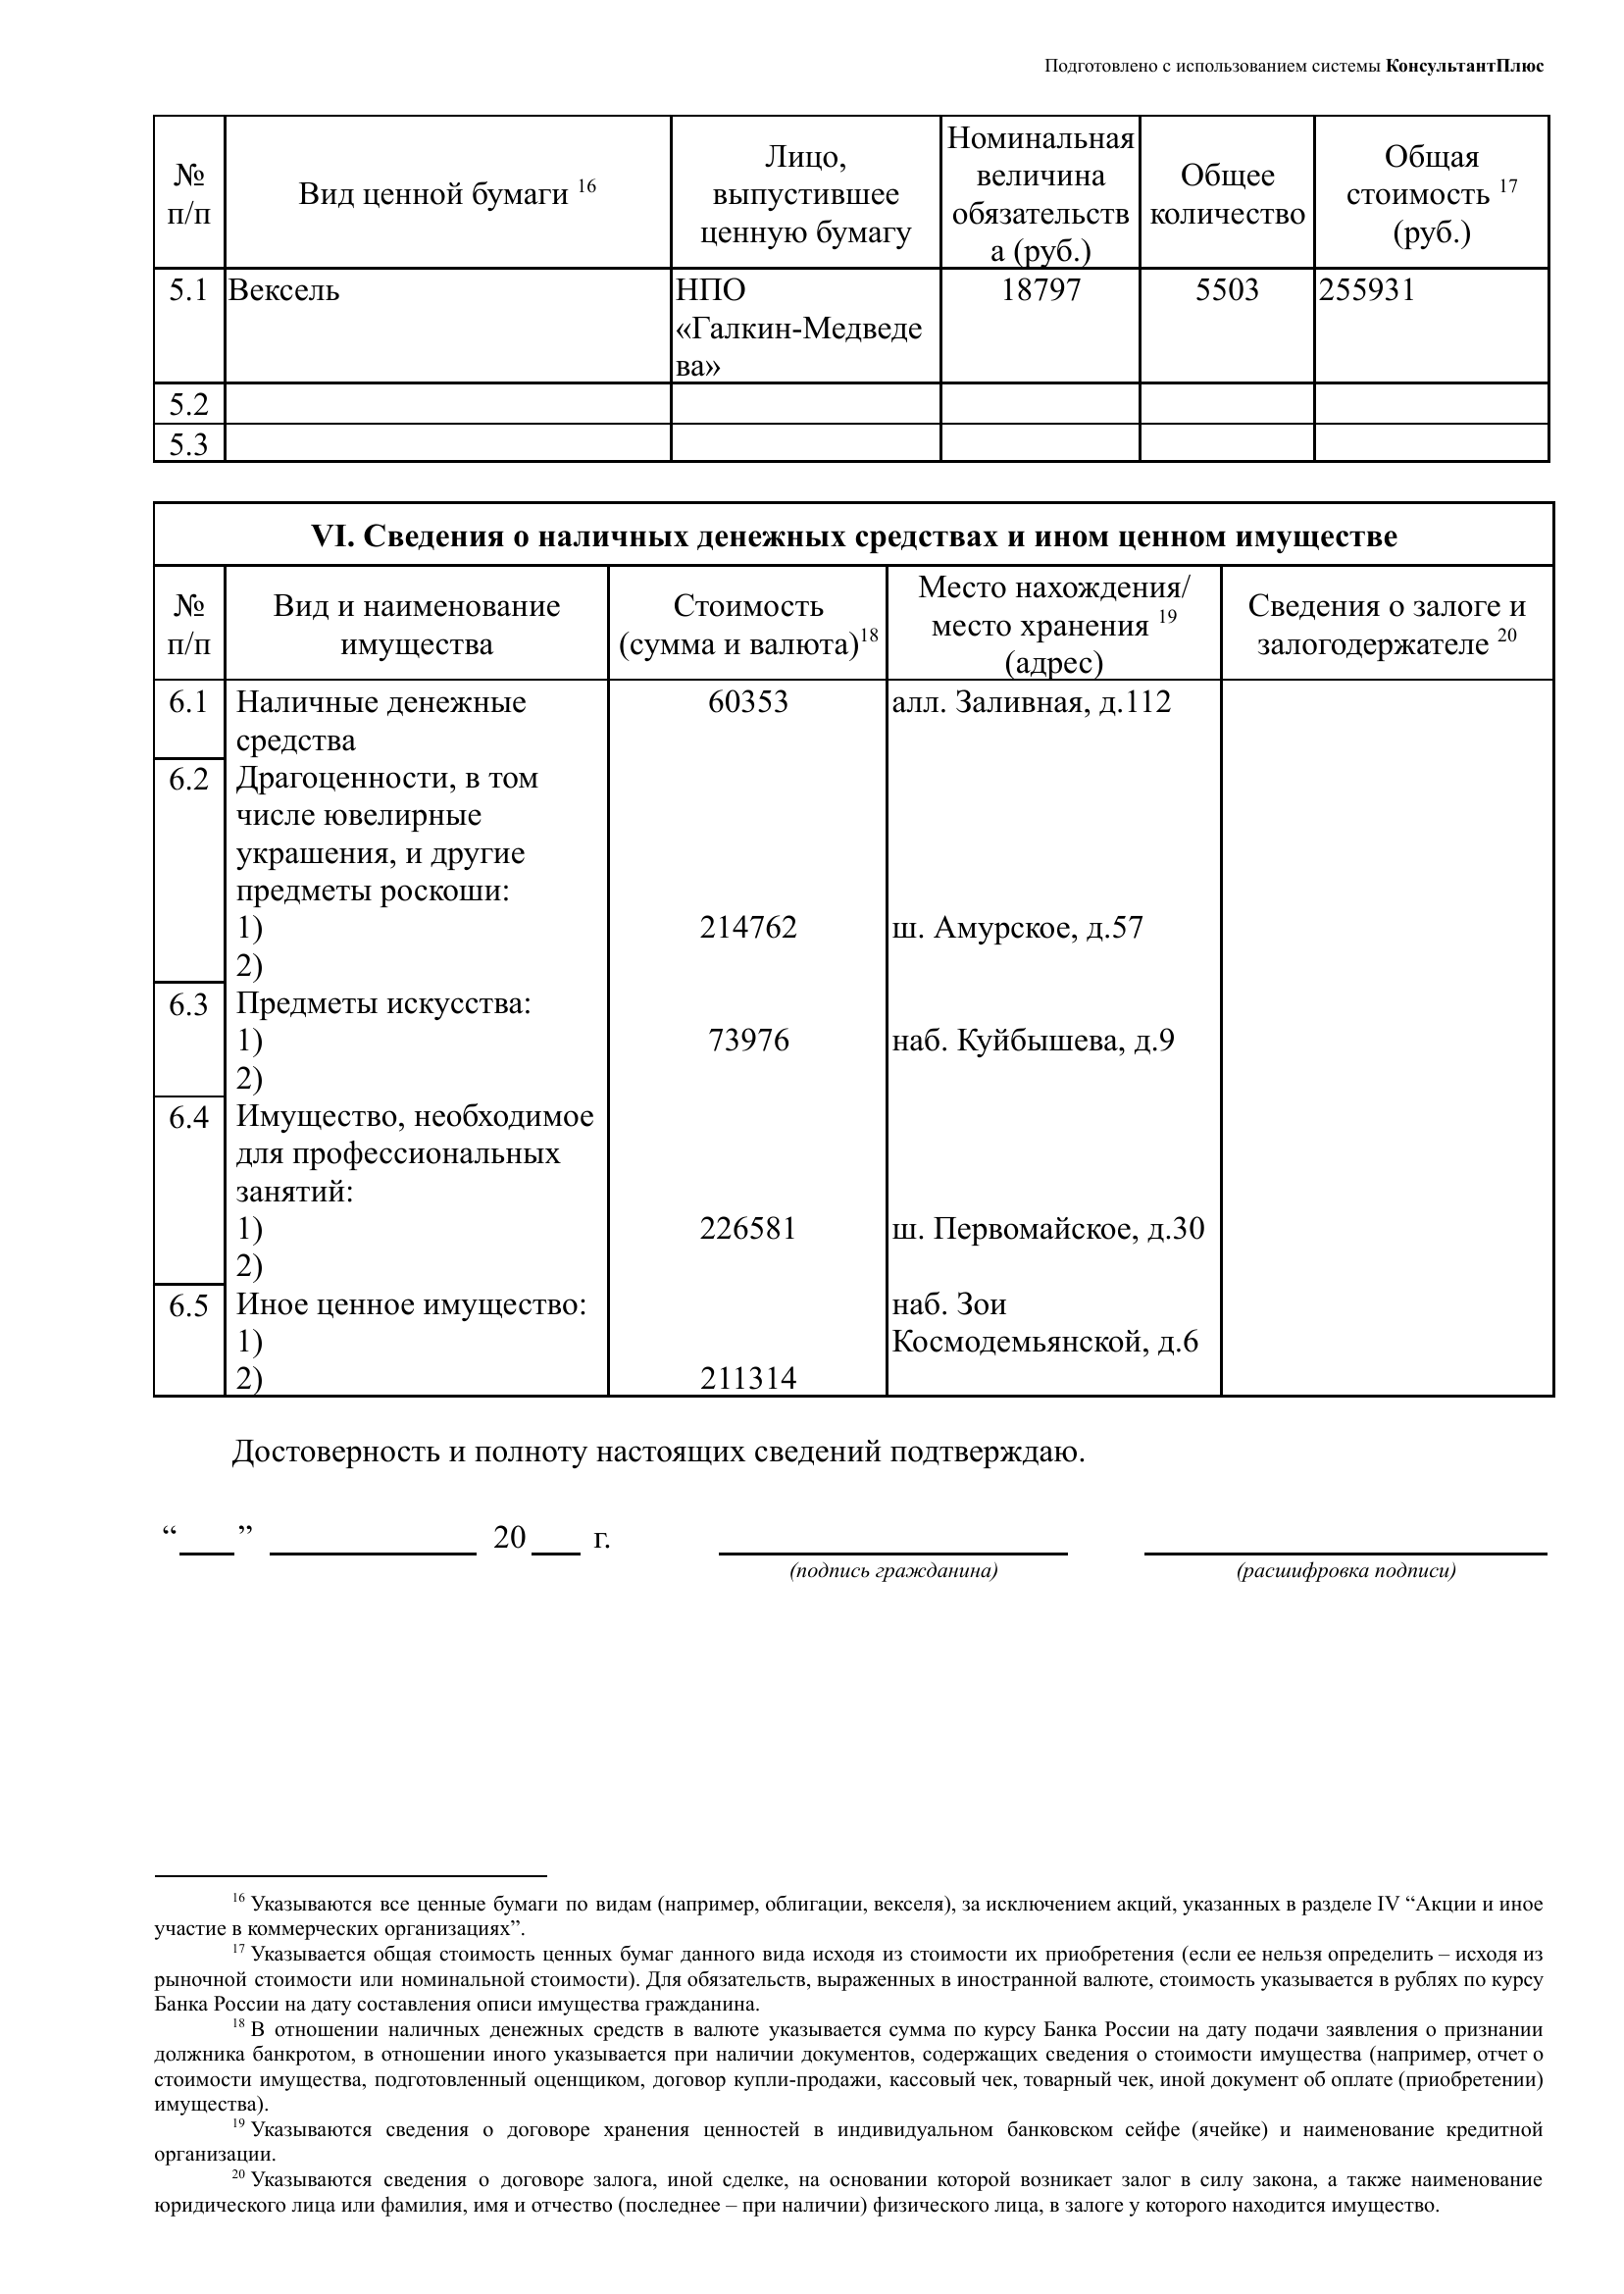 Подготовлено с использованием системы КонсультантПлюс
№ п/п
Вид ценной бумаги 16
Лицо, выпустившее ценную бумагу
Номинальная величина обязательств а (руб.)
Общее количество
Общая стоимость 17 (руб.)
5.1 Вексель НПО «Галкин-Медведе ва» 18797 5503 255931
5.2
5.3
VI. Сведения о наличных денежных средствах и ином ценном имуществе
№ п/п
Вид и наименование имущества
Стоимость (сумма и валюта)18
Место нахождения/ место хранения 19 (адрес)
Сведения о залоге и залогодержателе 20
6.1 Наличные денежные 60353 алл. Заливная, д.112
средства
6.2 Драгоценности, в том
числе ювелирные
украшения, и другие
предметы роскоши:
1) 214762 ш. Амурское, д.57
2)
6.3 Предметы искусства:
1) 73976 наб. Куйбышева, д.9
2)
6.4 Имущество, необходимое
для профессиональных
занятий:
1) 226581 ш. Первомайское, д.30
2)
6.5 Иное ценное имущество: наб. Зои
1) Космодемьянской, д.6
2) 211314
Достоверность и полноту настоящих сведений подтверждаю.
“___” ____________ 20 ___ г.
(подпись гражданина) (расшифровка подписи)
16 Указываются все ценные бумаги по видам (например, облигации, векселя), за исключением акций, указанных в разделе IV “Акции и иное
участие в коммерческих организациях”.
17 Указывается общая стоимость ценных бумаг данного вида исходя из стоимости их приобретения (если ее нельзя определить – исходя из
рыночной стоимости или номинальной стоимости). Для обязательств, выраженных в иностранной валюте, стоимость указывается в рублях по курсу
Банка России на дату составления описи имущества гражданина.
18 В отношении наличных денежных средств в валюте указывается сумма по курсу Банка России на дату подачи заявления о признании
должника банкротом, в отношении иного указывается при наличии документов, содержащих сведения о стоимости имущества (например, отчет о
стоимости имущества, подготовленный оценщиком, договор купли-продажи, кассовый чек, товарный чек, иной документ об оплате (приобретении)
имущества).
19 Указываются сведения о договоре хранения ценностей в индивидуальном банковском сейфе (ячейке) и наименование кредитной
организации.
20 Указываются сведения о договоре залога, иной сделке, на основании которой возникает залог в силу закона, а также наименование
юридического лица или фамилия, имя и отчество (последнее – при наличии) физического лица, в залоге у которого находится имущество.